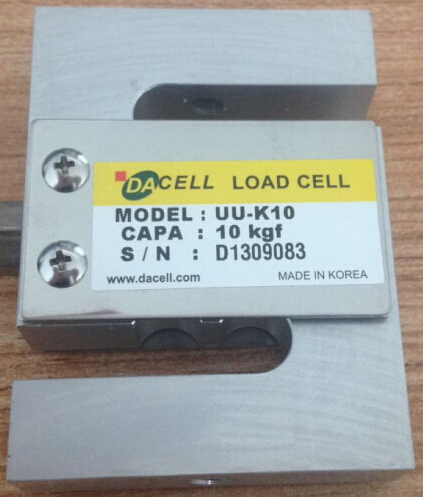 DACELL LOAD CELL
MODEL : UU-K10
CAPA : 10 kgf
S / N : D1309083
www.dacell.com MADE IN KOREA